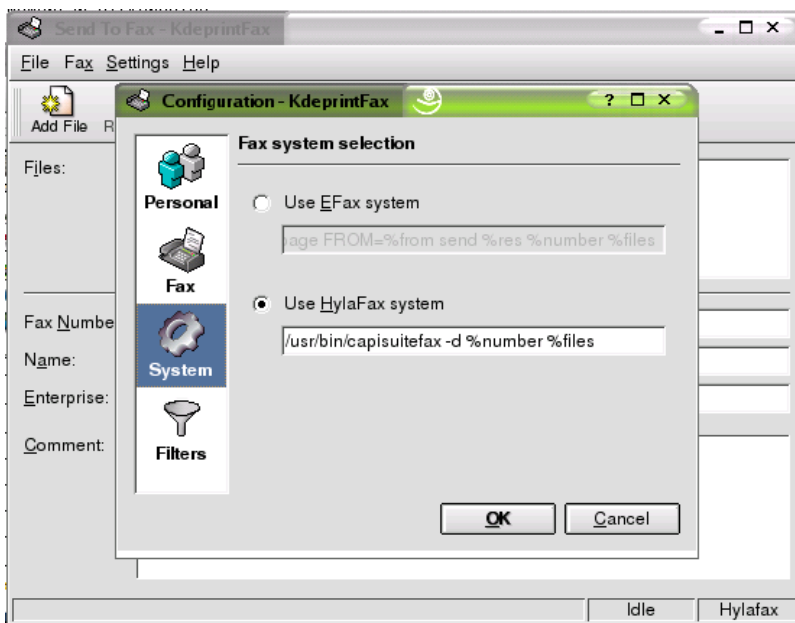 Send To Fax - KdeprintFax
File Fax Settings Help
Add File R
Configuration - KdeprintFax
Fax system selection
Files:
Personal
Use EFax system
page FROM=%from send %res %number %files
Fax
Use HylaFax system
Fax Numbe
/usr/bin/capisuitefax -d %number %files
Name:
System
Enterprise:
Comment:
Filters
OK Cancel
Idle Hylafax